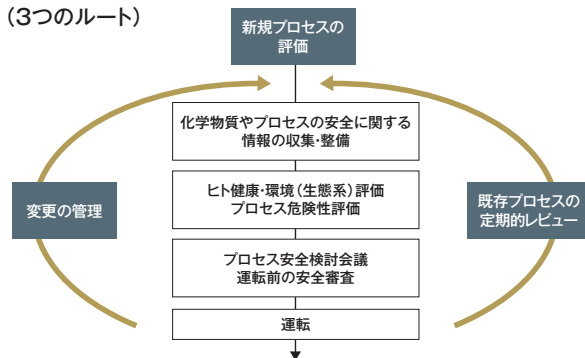 （3つのルート）
新規プロセスの
評価
化学物質やプロセスの安全に関する
情報の収集・整備
ヒト健康・環境（生態系）評価
プロセス危険性評価
変更の管理
既存プロセスの
定期的レビュー
プロセス安全検討会議
運転前の安全審査
運転